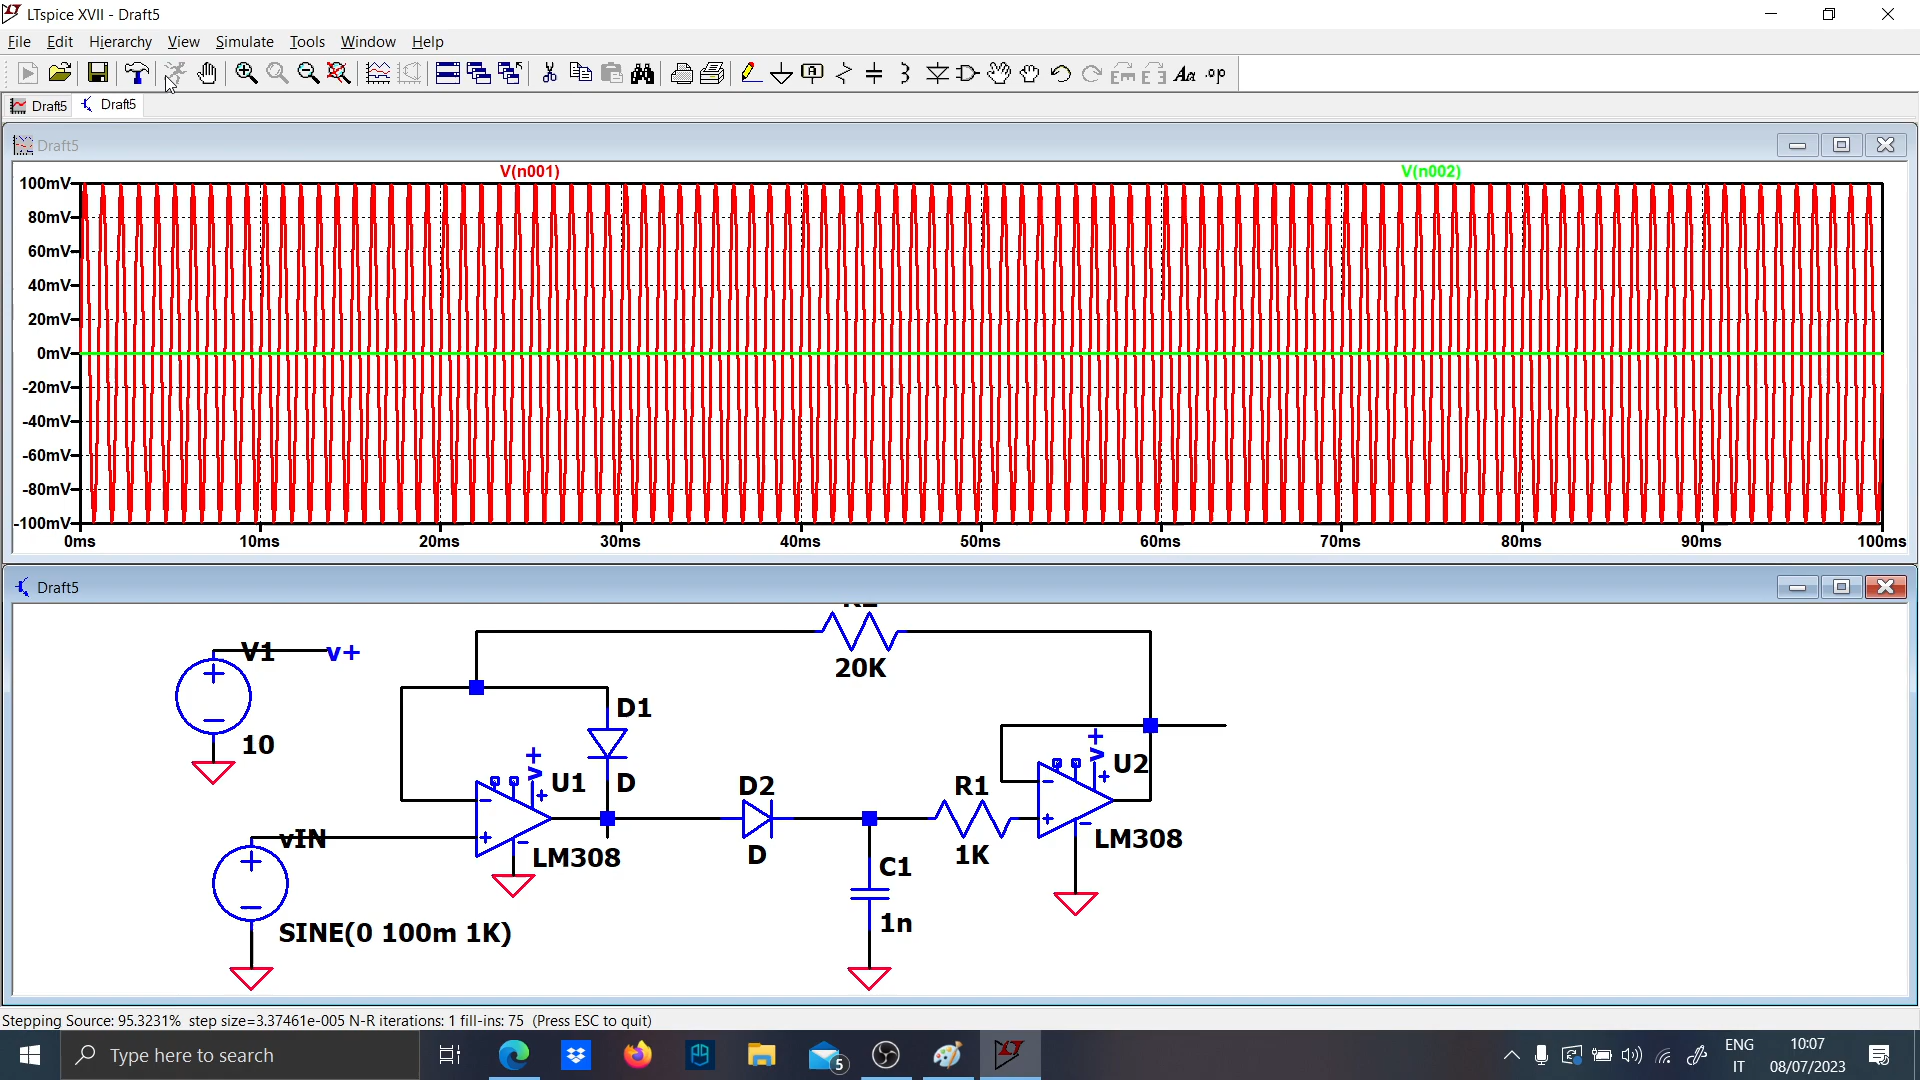 LTspice XVII - Draft5
File Edit Hierarchy View Simulate Tools Window Help
Draft5 Draft5
Draft5
V(n001) V(n002)
100mV
80mV
60mV
40mV
20mV
0mV
-20mV
-40mV
-60mV
-80mV
-100mV
0ms 10ms 20ms 30ms 40ms 50ms 60ms 70ms 80ms 90ms 100ms
Draft5
V1 v+
20K
D1
10
v+ U1 D
D2
R1
v+ U2
vIN
LM308
D
1K
LM308
C1
1n
SINE(0 100m 1K)
Stepping Source: 95.3231% step size=3.37461e-005 N-R iterations: 1 fill-ins: 75 (Press ESC to quit)
Type here to search
5
ENG
IT
10:07
08/07/2023